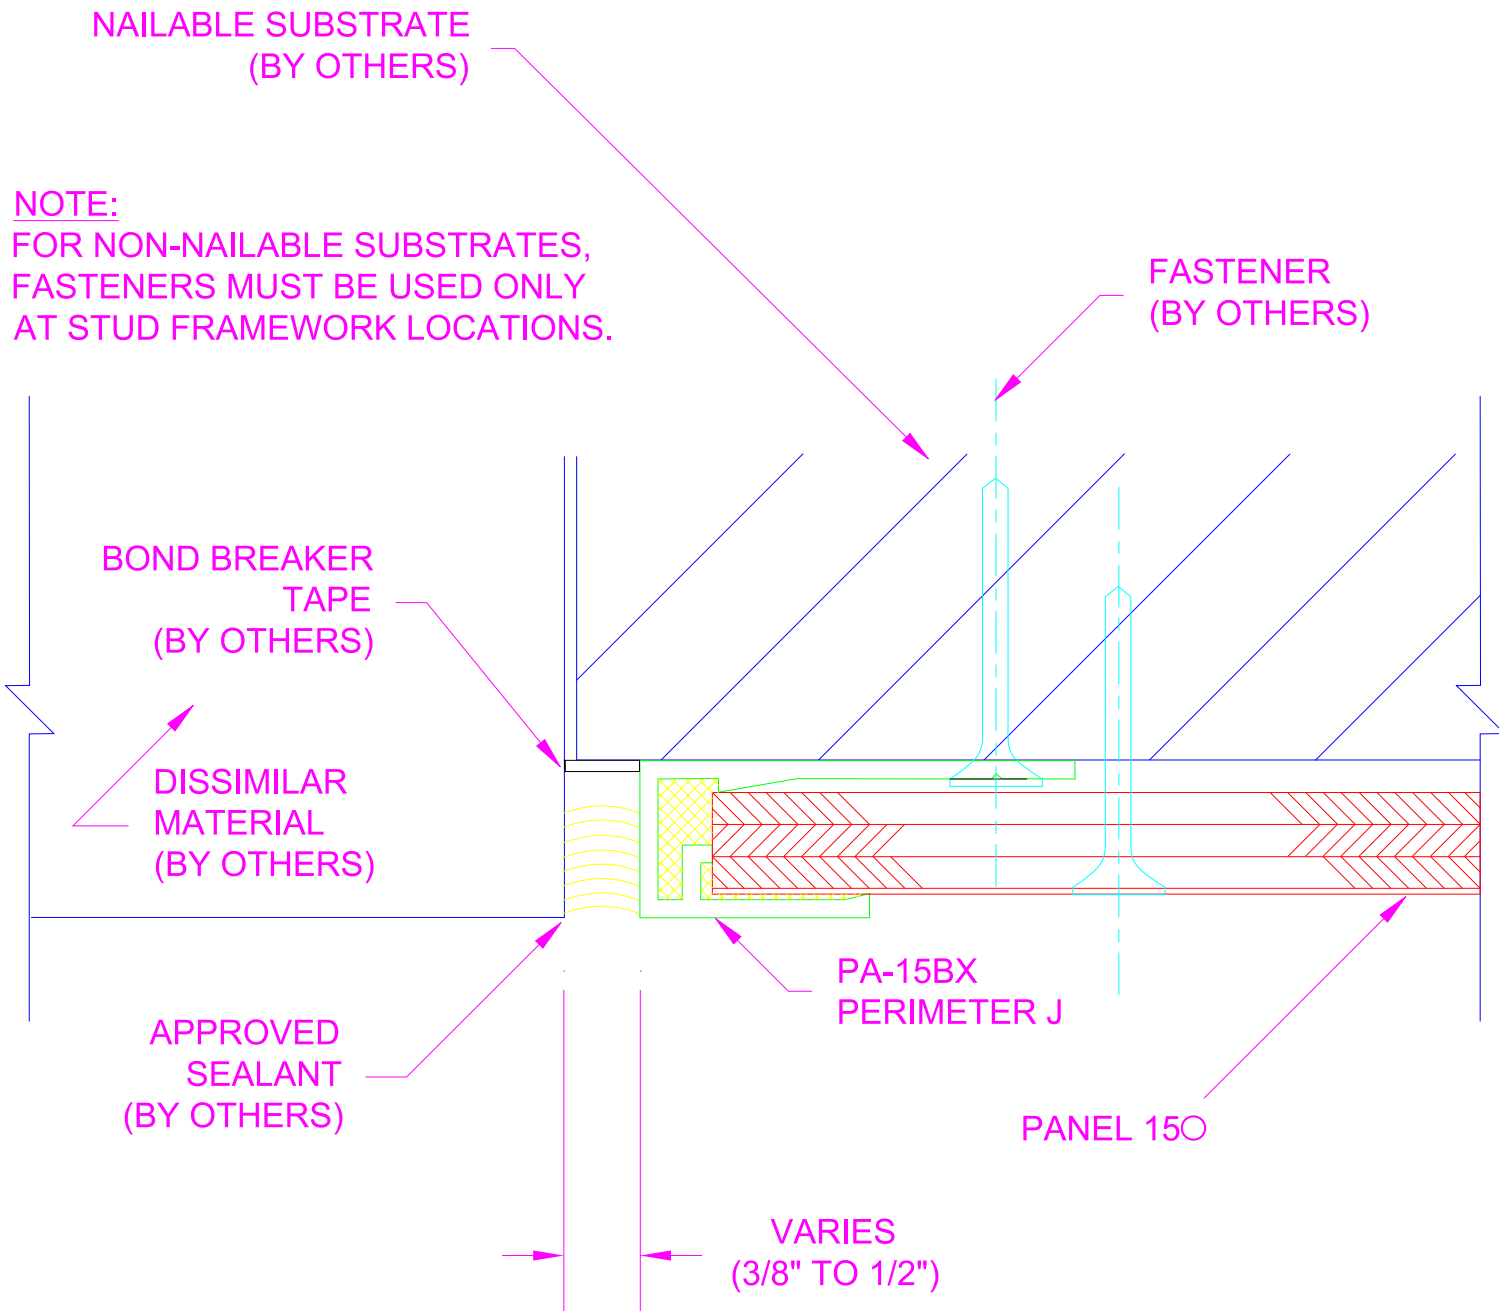 NAILABLE SUBSTRATE
(BY OTHERS)
NOTE:
FOR NON-NAILABLE SUBSTRATES,
FASTENERS MUST BE USED ONLY
AT STUD FRAMEWORK LOCATIONS.
FASTENER
(BY OTHERS)
BOND BREAKER
TAPE
(BY OTHERS)
DISSIMILAR
MATERIAL
(BY OTHERS)
PA-15BX
PERIMETER J
APPROVED
SEALANT
(BY OTHERS)
PANEL 15○
VARIES
(3/8" TO 1/2")